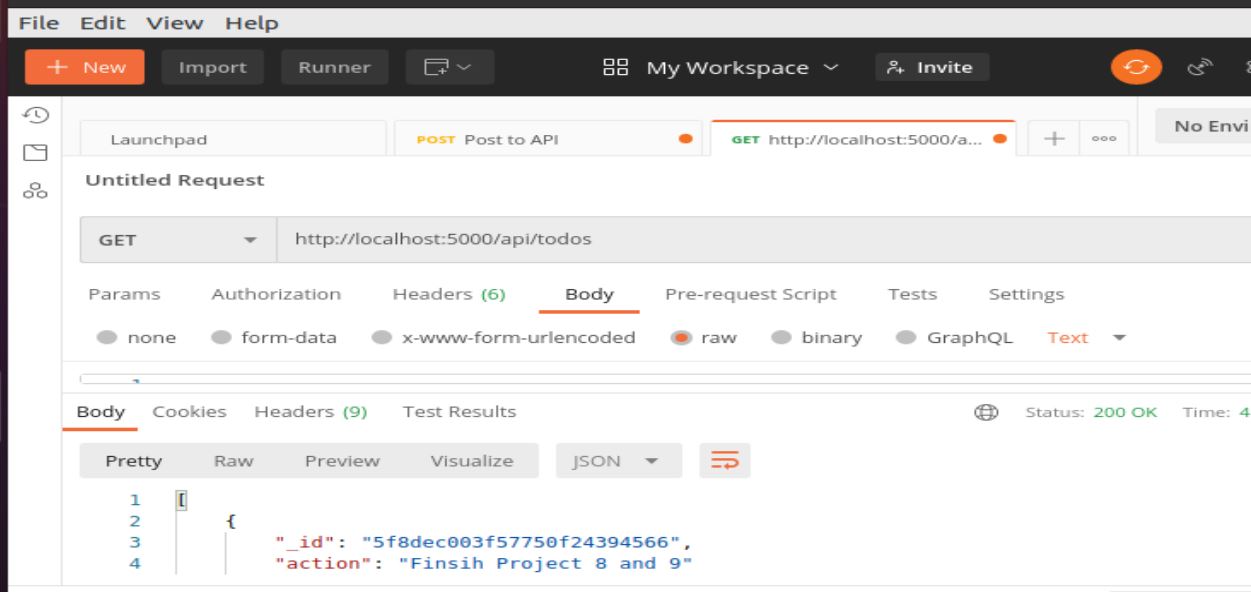 File Edit View Help
+ New Import Runner My Workspace Invite
Launchpad POST Post to API GET http://localhost:5000/a... + ooo No Envi
Untitled Request
GET http://localhost:5000/api/todos
Params Authorization Headers (6) Body Pre-request Script Tests Settings
none form-data x-www-form-urlencoded raw binary GraphQL Text
Body Cookies Headers (9) Test Results Status: 200 OK Time: 4
Pretty Raw Preview Visualize JSON
1 [
2 {
3 "_id": "5f8dec003f57750f24394566",
4 "action": "Finsih Project 8 and 9"